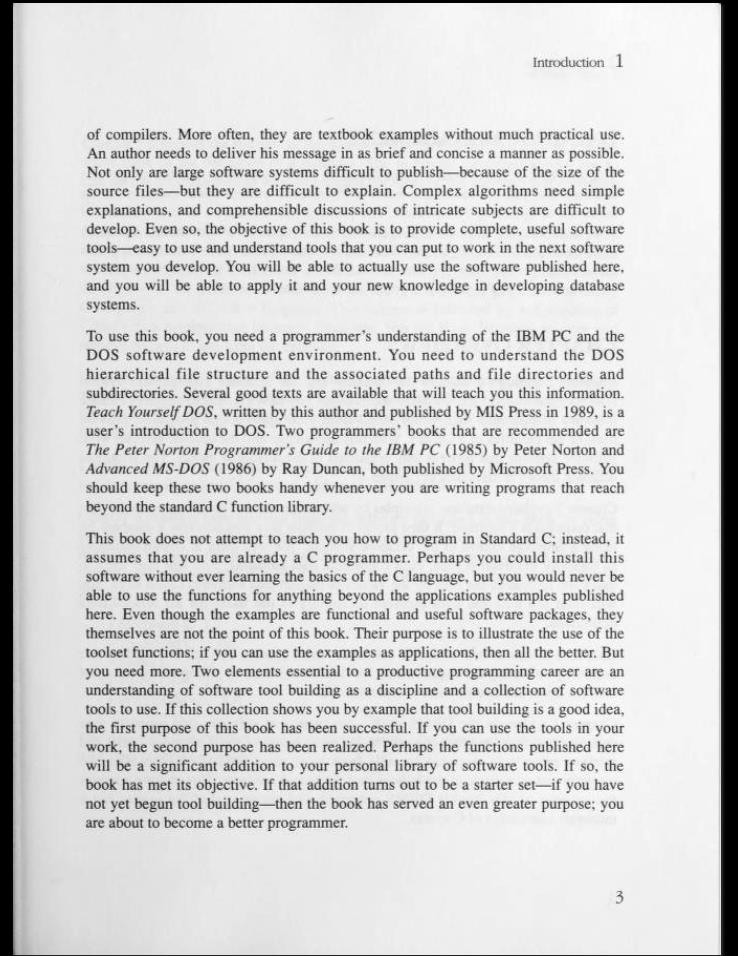 Introduction 1
of compilers. More often, they are textbook examples without much practical use.
An author needs to deliver his message in as brief and concise a manner as possible.
Not only are large software systems difficult to publish—because of the size of the
source files—but they are difficult to explain. Complex algorithms need simple
explanations, and comprehensible discussions of intricate subjects are difficult to
develop. Even so, the objective of this book is to provide complete, useful software
tools—easy to use and understand tools that you can put to work in the next software
system you develop. You will be able to actually use the software published here,
and you will be able to apply it and your new knowledge in developing database
systems.
To use this book, you need a programmer's understanding of the IBM PC and the
DOS software development environment. You need to understand the DOS
hierarchical file structure and the associated paths and file directories and
subdirectories. Several good texts are available that will teach you this information.
Teach Yourself DOS, written by this author and published by MIS Press in 1989, is a
user's introduction to DOS. Two programmers' books that are recommended are
The Peter Norton Programmer's Guide to the IBM PC (1985) by Peter Norton and
Advanced MS-DOS (1986) by Ray Duncan, both published by Microsoft Press. You
should keep these two books handy whenever you are writing programs that reach
beyond the standard C function library.
This book does not attempt to teach you how to program in Standard C; instead, it
assumes that you are already a C programmer. Perhaps you could install this
software without ever learning the basics of the C language, but you would never be
able to use the functions for anything beyond the applications examples published
here. Even though the examples are functional and useful software packages, they
themselves are not the point of this book. Their purpose is to illustrate the use of the
toolset functions; if you can use the examples as applications, then all the better. But
you need more. Two elements essential to a productive programming career are an
understanding of software tool building as a discipline and a collection of software
tools to use. If this collection shows you by example that tool building is a good idea,
the first purpose of this book has been successful. If you can use the tools in your
work, the second purpose has been realized. Perhaps the functions published here
will be a significant addition to your personal library of software tools. If so, the
book has met its objective. If that addition turns out to be a starter set—if you have
not yet begun tool building—then the book has served an even greater purpose; you
are about to become a better programmer.
3